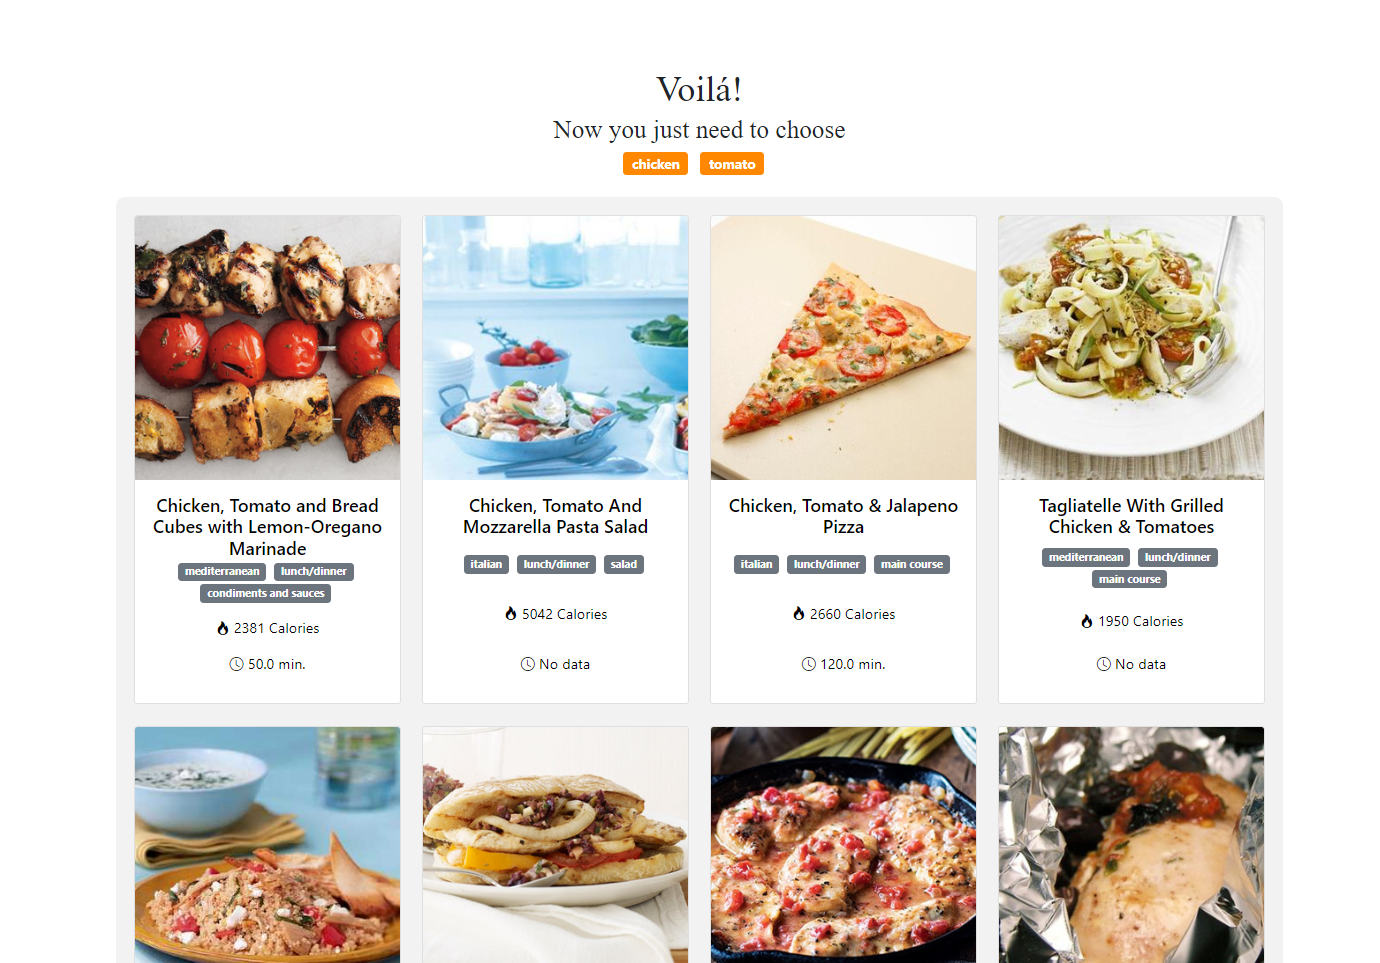 Voilá!
Now you just need to choose
chicken tomato
Chicken, Tomato and Bread
Cubes with Lemon-Oregano
Marinade
mediterranean lunch/dinner
condiments and sauces
2381 Calories
50.0 min.
Chicken, Tomato And
Mozzarella Pasta Salad
italian lunch/dinner salad
5042 Calories
No data
Chicken, Tomato & Jalapeno
Pizza
italian lunch/dinner main course
2660 Calories
120.0 min.
Tagliatelle With Grilled
Chicken & Tomatoes
mediterranean lunch/dinner
main course
1950 Calories
No data